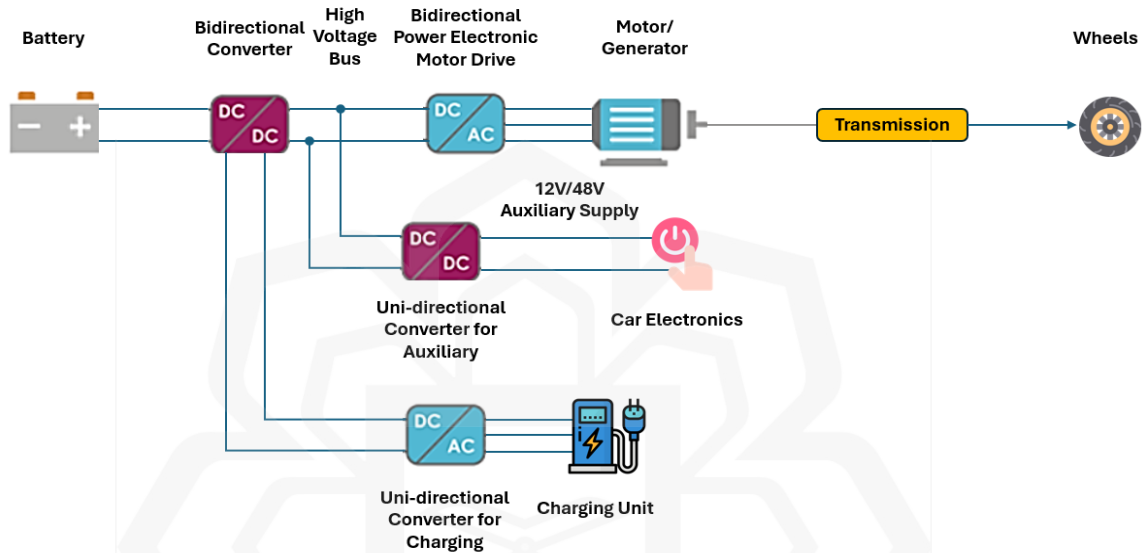 Battery
Bidirectional
Converter
High
Voltage
Bus
Bidirectional
Power Electronic
Motor Drive
Motor/
Generator
Wheels
DC
DC
DC
AC
Transmission
12V/48V
Auxiliary Supply
DC
DC
Uni-directional
Converter for
Auxiliary
Car Electronics
DC
AC
Uni-directional
Converter for
Charging
Charging Unit